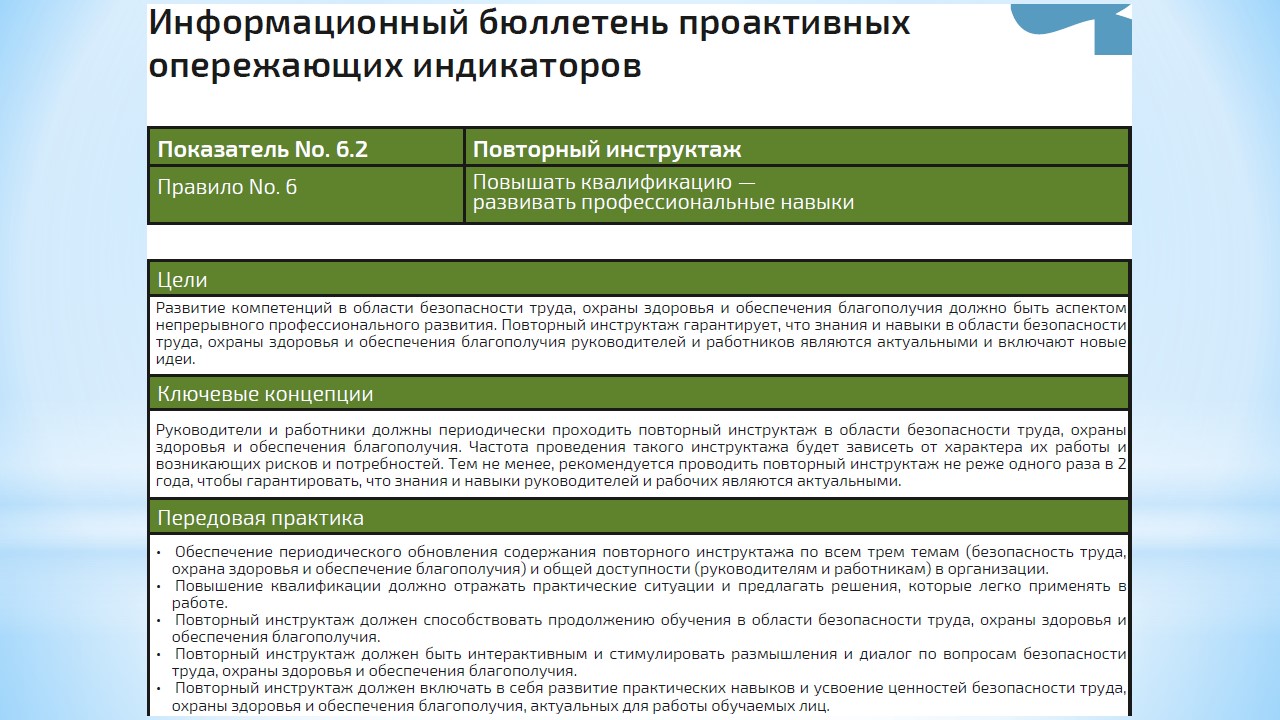 Информационный бюллетень проактивных
опережающих индикаторов
Показатель No. 6.2
Повторный инструктаж
Правило No. 6
Повышать квалификацию —
развивать профессиональные навыки
Цели
Развитие компетенций в области безопасности труда, охраны здоровья и обеспечения благополучия должно быть аспектом
непрерывного профессионального развития. Повторный инструктаж гарантирует, что знания и навыки в области безопасности
труда, охраны здоровья и обеспечения благополучия руководителей и работников являются актуальными и включают новые
идеи.
Ключевые концепции
Руководители и работники должны периодически проходить повторный инструктаж в области безопасности труда, охраны
здоровья и обеспечения благополучия. Частота проведения такого инструктажа будет зависеть от характера их работы и
возникающих рисков и потребностей. Тем не менее, рекомендуется проводить повторный инструктаж не реже одного раза в 2
года, чтобы гарантировать, что знания и навыки руководителей и рабочих являются актуальными.
Передовая практика
• Обеспечение периодического обновления содержания повторного инструктажа по всем трем темам (безопасность труда,
охрана здоровья и обеспечение благополучия) и общей доступности (руководителям и работникам) в организации.
• Повышение квалификации должно отражать практические ситуации и предлагать решения, которые легко применять в
работе.
• Повторный инструктаж должен способствовать продолжению обучения в области безопасности труда, охраны здоровья и
обеспечения благополучия.
• Повторный инструктаж должен быть интерактивным и стимулировать размышления и диалог по вопросам безопасности
труда, охраны здоровья и обеспечения благополучия.
• Повторный инструктаж должен включать в себя развитие практических навыков и усвоение ценностей безопасности труда,
охраны здоровья и обеспечения благополучия, актуальных для работы обучаемых лиц.